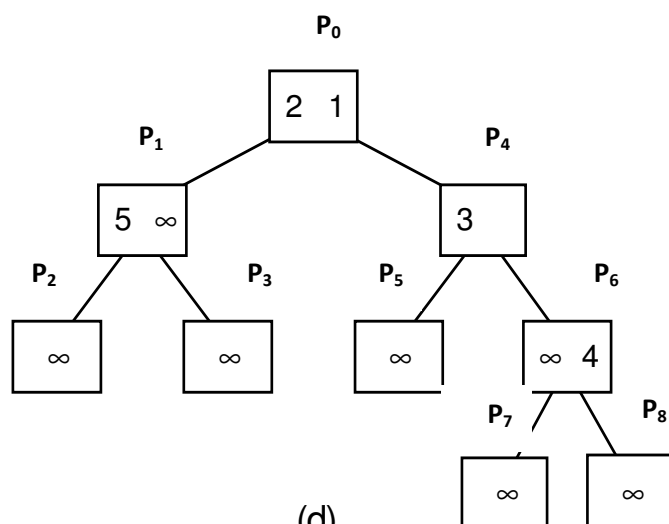 P₀
2 1
P₁ P₄
5 ∞ 3
P₂ P₃ P₅ P₆
∞ ∞ ∞ ∞ 4
P₇ P₈
∞ ∞
(d)